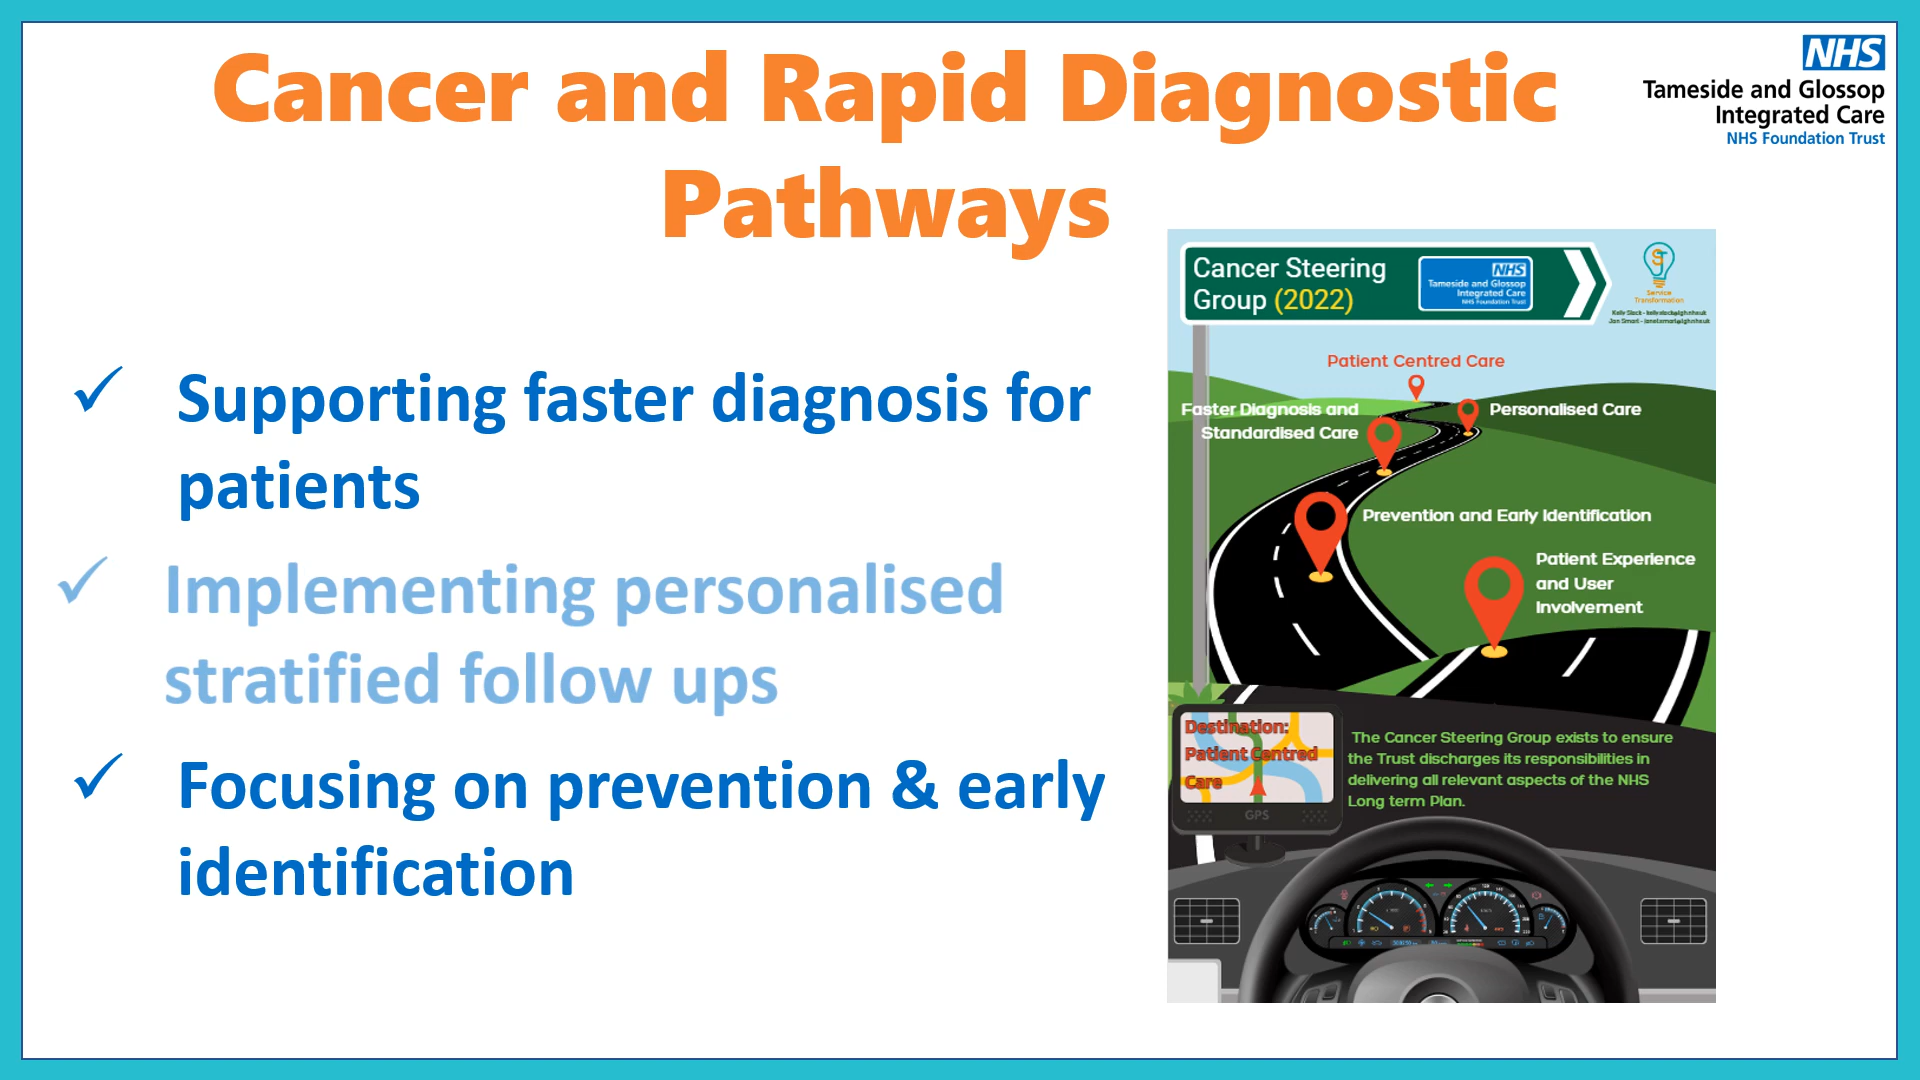 Cancer and Rapid Diagnostic
Pathways
NHS
Tameside and Glossop
Integrated Care
NHS Foundation Trust
✓ Supporting faster diagnosis for
patients
✓ Implementing personalised
stratified follow ups
✓ Focusing on prevention & early
identification
Cancer Steering
Group (2022)
NHS
Tameside and Glossop
Integrated Care
NHS Foundation Trust
Service
Transformation
Patient Centred Care
Faster Diagnosis and
Standardised Care
Personalised Care
Prevention and Early Identification
Patient Experience
and User
Involvement
Destination:
Patient Centred
Care
GPS
The Cancer Steering Group exists to ensure
the Trust discharges its responsibilities in
delivering all relevant aspects of the NHS
Long term Plan.